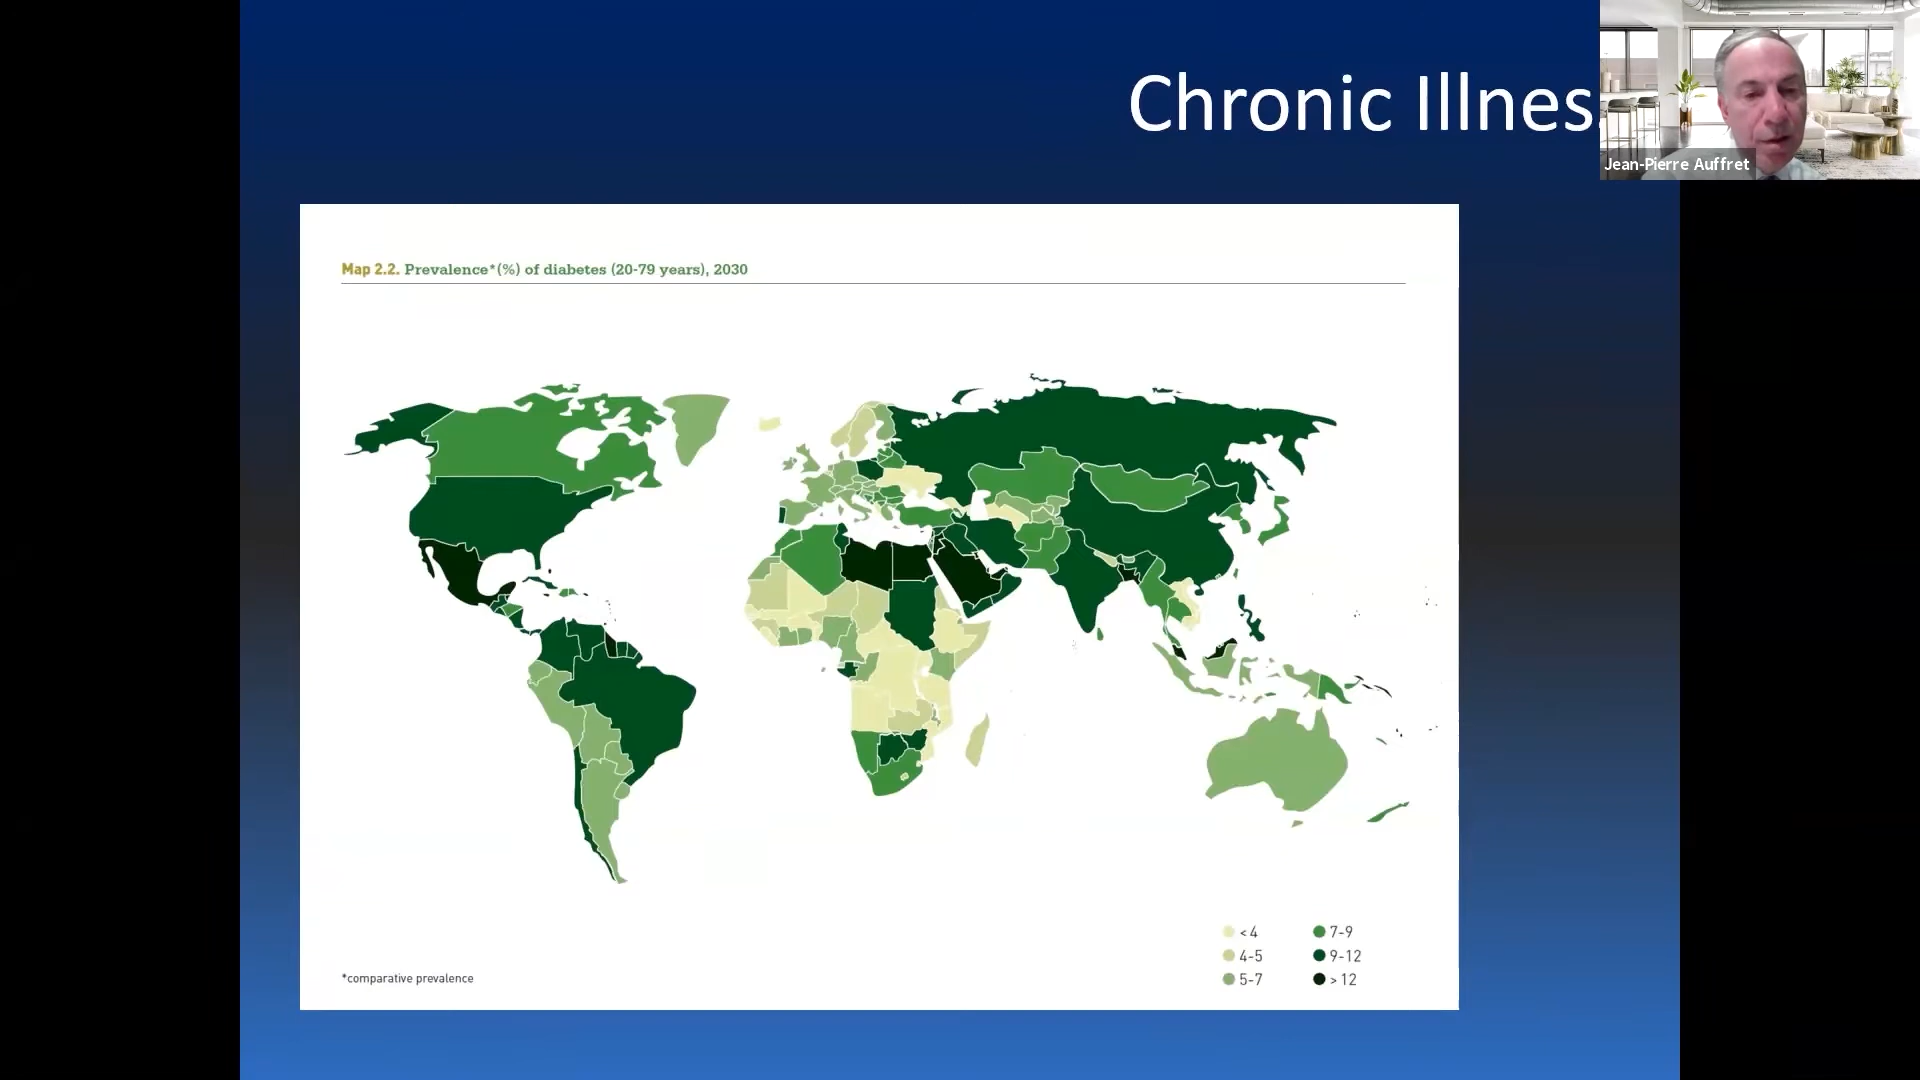 Chronic Illnes
Jean-Pierre Auffret
Map 2.2. Prevalence*(%) of diabetes (20-79 years), 2030
< 4
4-5
5-7
7-9
9-12
> 12
*comparative prevalence